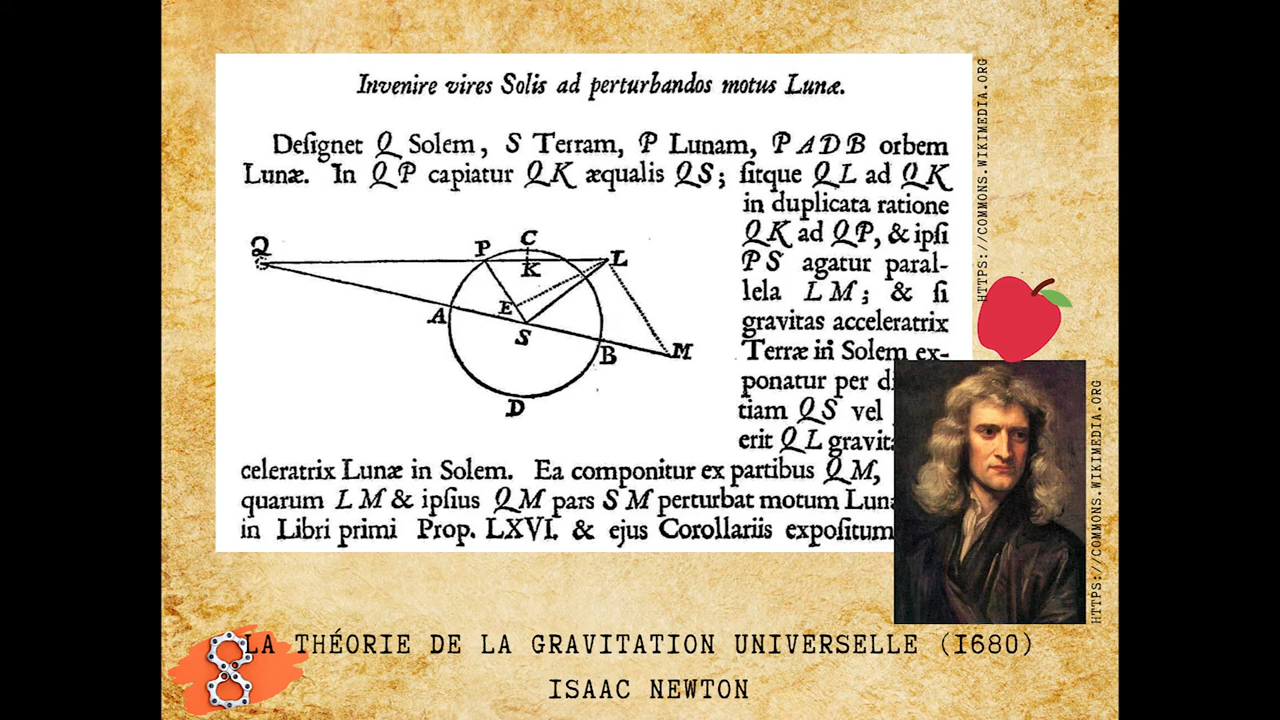 Invenire vires Solis ad perturbandos motus Lunæ.
Deſignet Q Solem, S Terram, P Lunam, PADB orbem
Lunæ. In QP capiatur QK æqualis QS; ſitque QL ad QK
in duplicata ratione
QK ad QP, & ipſi
PS agatur paral-
lela LM; & ſi
gravitas acceleratrix
Terræ in Solem ex-
ponatur per
tiam QS vel
erit QL
celeratrix Lunæ in Solem. Ea componitur ex partibus QM,
quarum LM & ipſius QM pars SM perturbat motum
in Libri primi Prop. LXVI. & ejus Corollariis expoſitum
Q
P
C
L
K
E
A
S
B
M
D
HTTPS://COMMONS.WIKIMEDIA.ORG
HTTPS://COMMONS.WIKIMEDIA.ORG
8
LA THÉORIE DE LA GRAVITATION UNIVERSELLE (1680)
ISAAC NEWTON